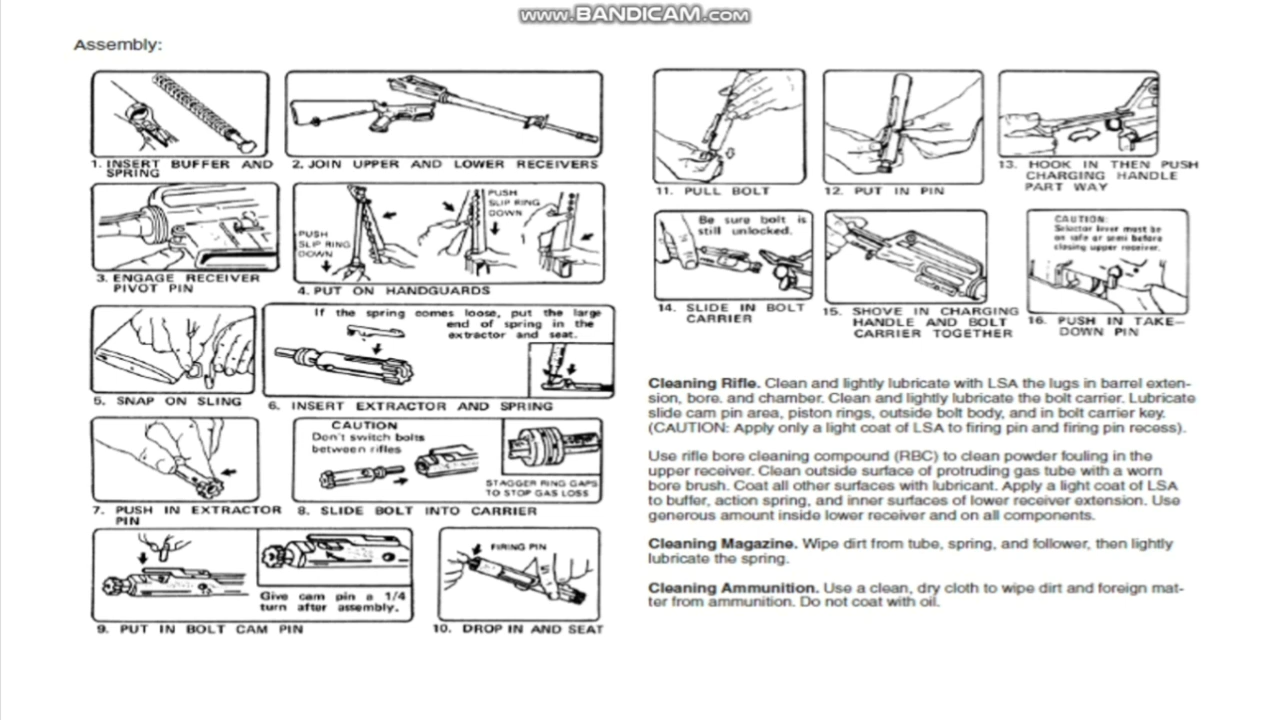 www.BANDICAM.com
Assembly:
1. INSERT BUFFER AND
SPRING
2. JOIN UPPER AND LOWER RECEIVERS
3. ENGAGE RECEIVER
PIVOT PIN
PUSH
SLIP RING
DOWN
PUSH
SLIP RING
DOWN
4. PUT ON HANDGUARDS
5. SNAP ON SLING
If the spring comes loose, put the large
end of spring in the
extractor and seat.
6. INSERT EXTRACTOR AND SPRING
7. PUSH IN EXTRACTOR
PIN
CAUTION
Don't switch bolts
between rifles
STAGGER RING GAPS
TO STOP GAS LOSS
8. SLIDE BOLT INTO CARRIER
Give cam pin a 1/4
turn after assembly.
9. PUT IN BOLT CAM PIN
FIRING PIN
10. DROP IN AND SEAT
11. PULL BOLT
12. PUT IN PIN
13. HOOK IN THEN PUSH
CHARGING HANDLE
PART WAY
Be sure bolt is
still unlocked.
14. SLIDE IN BOLT
CARRIER
15. SHOVE IN CHARGING
HANDLE AND BOLT
CARRIER TOGETHER
CAUTION:
Selector lever must be
on safe or semi before
closing upper receiver.
16. PUSH IN TAKE-
DOWN PIN
Cleaning Rifle. Clean and lightly lubricate with LSA the lugs in barrel exten-
sion, bore. and chamber. Clean and lightly lubricate the bolt carrier. Lubricate
slide cam pin area, piston rings, outside bolt body, and in bolt carrier key.
(CAUTION: Apply only a light coat of LSA to firing pin and firing pin recess).
Use rifle bore cleaning compound (RBC) to clean powder fouling in the
upper receiver. Clean outside surface of protruding gas tube with a worn
bore brush. Coat all other surfaces with lubricant. Apply a light coat of LSA
to buffer, action spring, and inner surfaces of lower receiver extension. Use
generous amount inside lower receiver and on all components.
Cleaning Magazine. Wipe dirt from tube, spring, and follower, then lightly
lubricate the spring.
Cleaning Ammunition. Use a clean, dry cloth to wipe dirt and foreign mat-
ter from ammunition. Do not coat with oil.